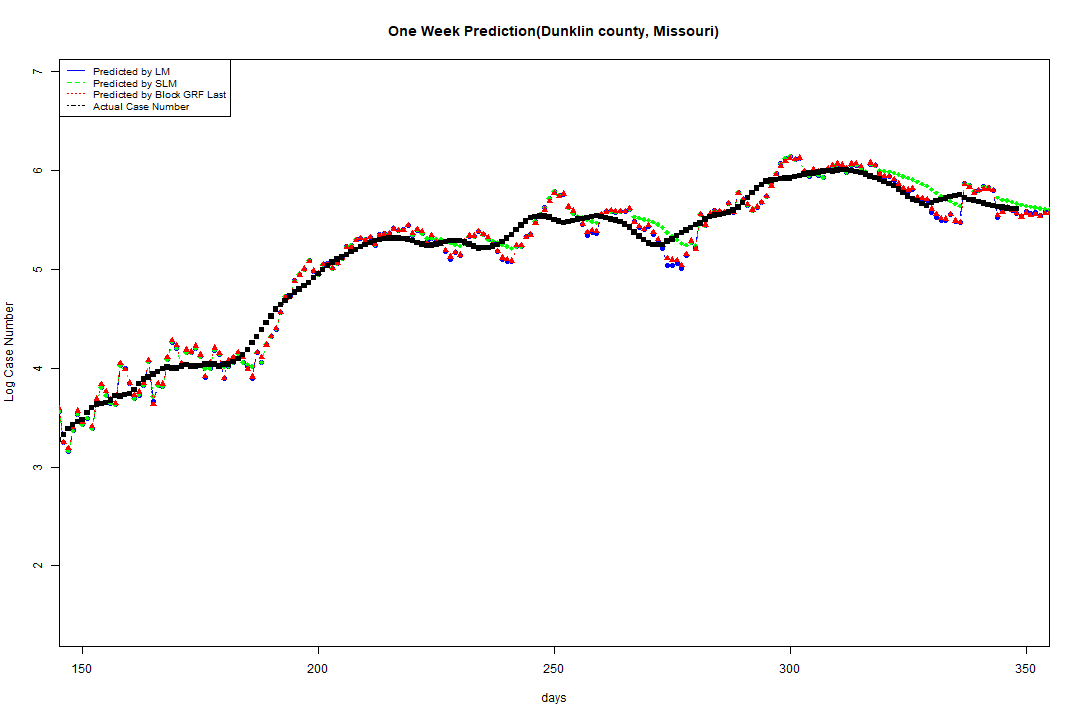 One Week Prediction(Dunklin county, Missouri)
Predicted by LM
Predicted by SLM
Predicted by Block GRF Last
Actual Case Number
7
6
5
4
3
2
Log Case Number
150 200 250 300 350
days